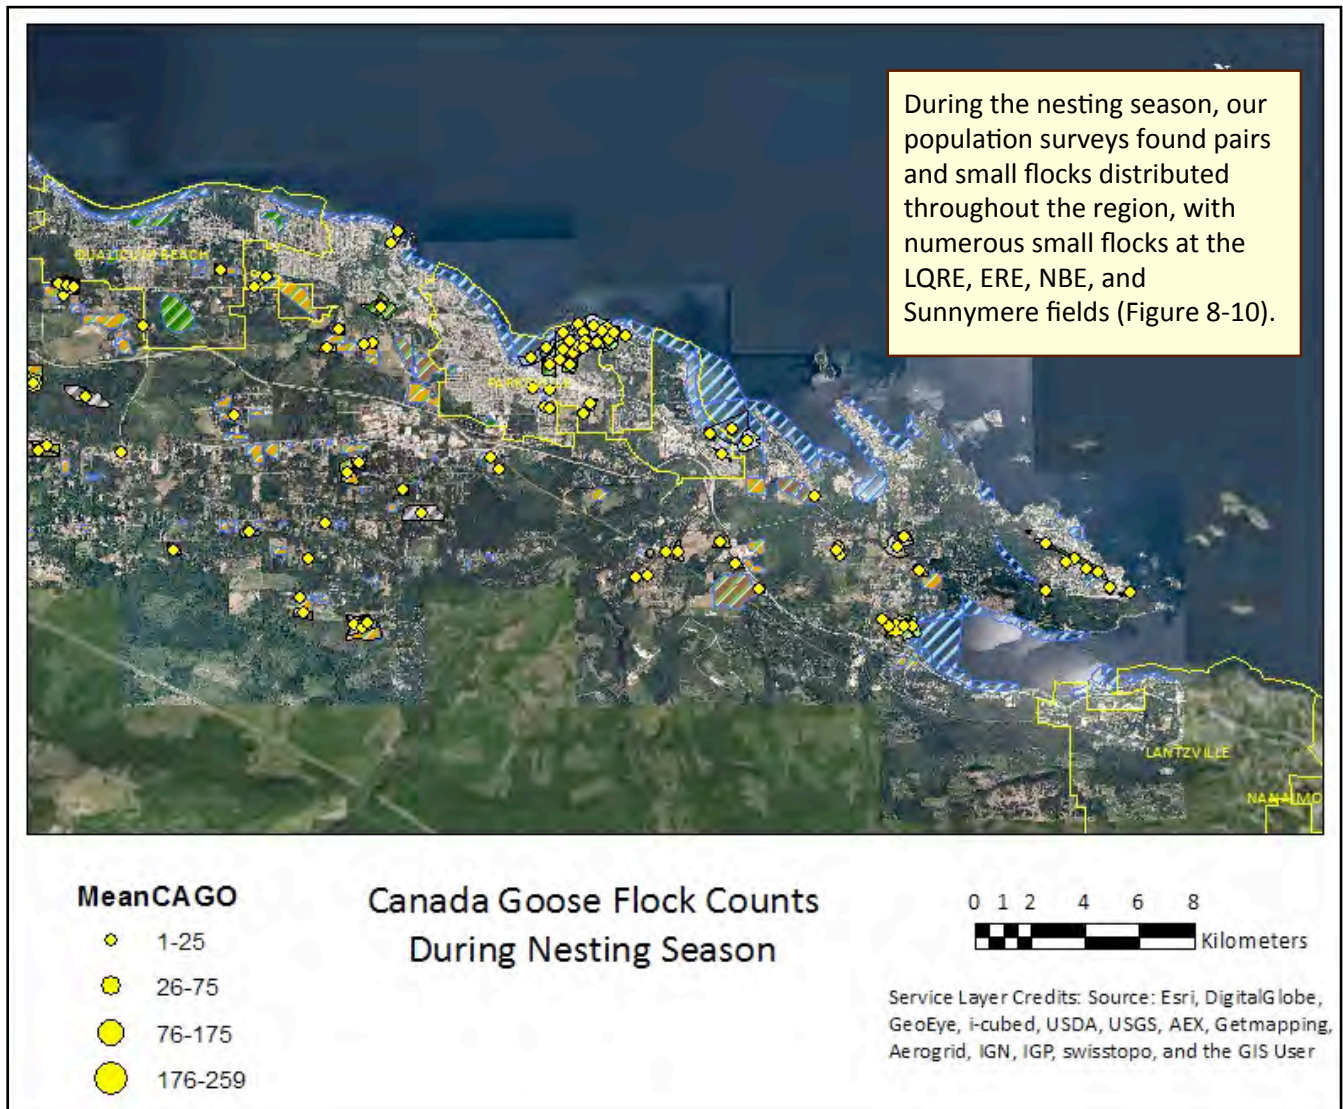 During the nesting season, our
population surveys found pairs
and small flocks distributed
throughout the region, with
numerous small flocks at the
LQRE, ERE, NBE, and
Sunnymere fields (Figure 8-10).
QUALICUM BEACH
LANTZVILLE
NANAIMO
MeanCAGO
1-25
26-75
76-175
176-259
Canada Goose Flock Counts
During Nesting Season
0 1 2 4 6 8
Kilometers
Service Layer Credits: Source: Esri, DigitalGlobe,
GeoEye, i-cubed, USDA, USGS, AEX, Getmapping,
Aerogrid, IGN, IGP, swisstopo, and the GIS User